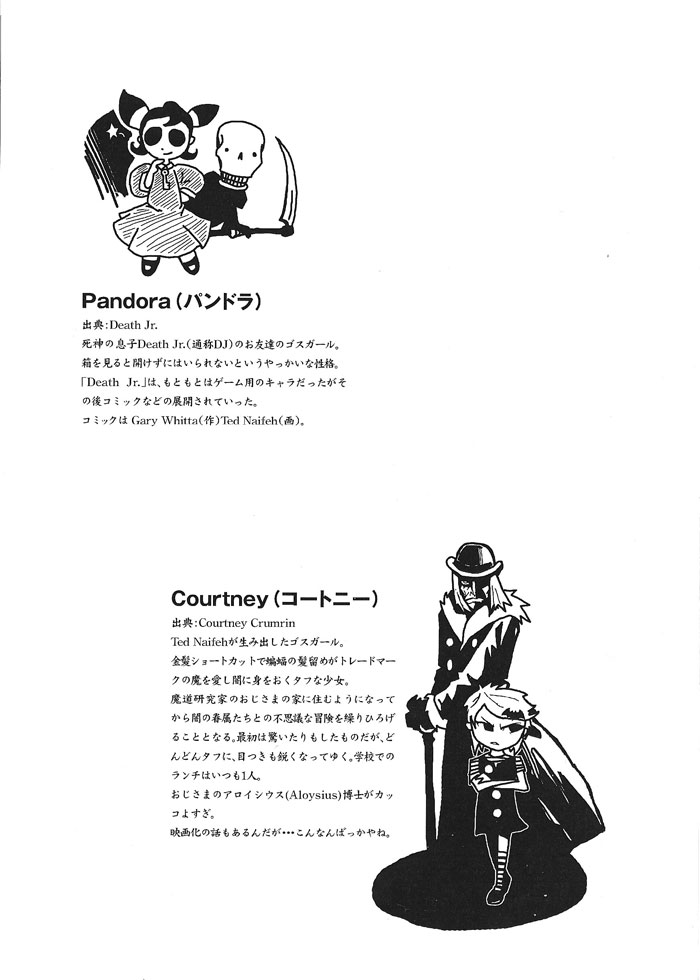 Pandora(パンドラ)
出典:Death Jr.
死神の息子Death Jr.(通称DJ)のお友達のゴスガール。
箱を見ると開けずにはいられないというやっかいな性格。
「Death Jr.」は、もともとはゲーム用のキャラだったがそ
の後コミックなどの展開されていった。
コミックは Gary Whitta(作)Ted Naifeh(画)。
Courtney(コートニー)
出典:Courtney Crumrin
Ted Naifehが生み出したゴスガール。
金髪ショートカットで蝙蝠の髪留めがトレードマー
クの魔を愛し闇に身をおくタフな少女。
魔道研究家のおじさまの家に住むようになって
から闇の眷属たちとの不思議な冒険を繰りひろげ
ることとなる。最初は驚いたりもしたものだが、ど
んどんタフに、目つきも鋭くなってゆく。学校での
ランチはいつも1人。
おじさまのアロイシウス(Aloysius)博士がカッ
コよすぎ。
映画化の話もあるんだが・・・こんなんばっかやね。